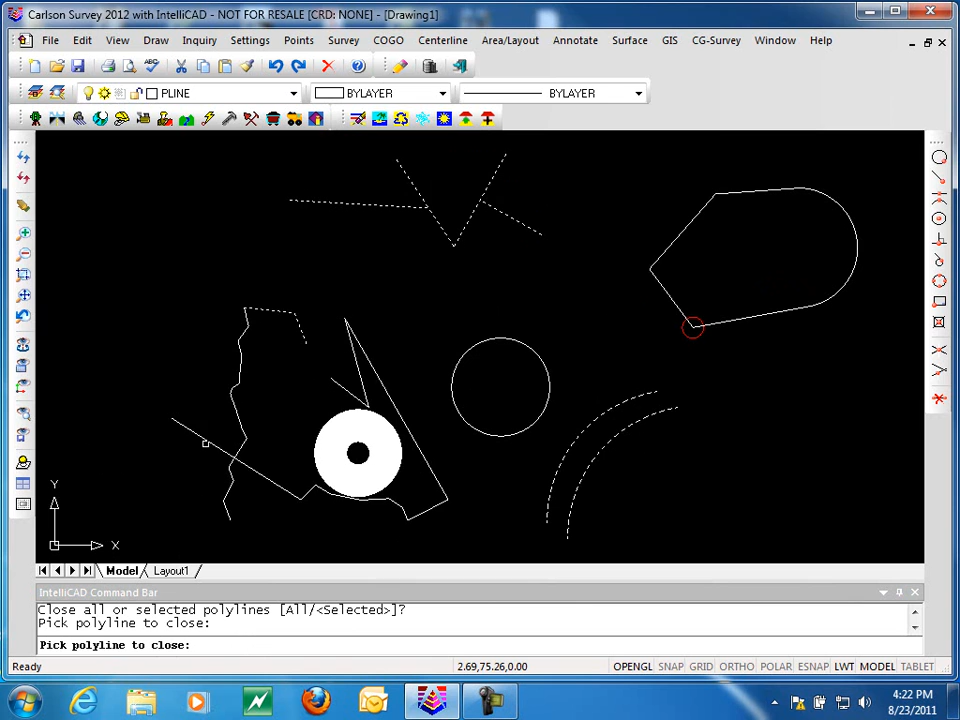 Carlson Survey 2012 with IntelliCAD - NOT FOR RESALE [CRD: NONE] - [Drawing1]
File Edit View Draw Inquiry Settings Points Survey COGO Centerline Area/Layout Annotate Surface GIS CG-Survey Window Help
PLINE BYLAYER BYLAYER
Y
X
Model Layout1
IntelliCAD Command Bar
Close all or selected polylines [All/<Selected>]?
Pick polyline to close:
Pick polyline to close:
Ready 2.69,75.26,0.00 OPENGL SNAP GRID ORTHO POLAR ESNAP LWT MODEL TABLET
4:22 PM
8/23/2011